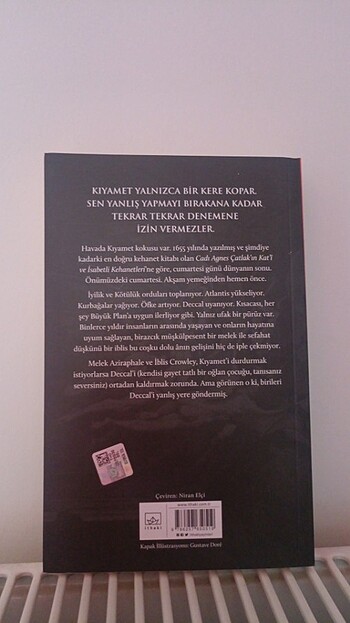 KIYAMET YALNIZCA BİR KERE KOPAR.
SEN YANLIŞ YAPMAYI BIRAKANA KADAR
TEKRAR TEKRAR DENEMENE
İZİN VERMEZLER.
Havada Kıyamet kokusu var. 1655 yılında yazılmış ve şimdiye
kadarki en doğru kehanet kitabı olan Cadı Agnes Çatlak'ın Kat'î
ve İsabetli Kehanetleri'ne göre, cumartesi günü dünyanın sonu.
Önümüzdeki cumartesi. Akşam yemeğinden hemen önce.
İyilik ve Kötülük orduları toplanıyor. Atlantis yükseliyor.
Kurbağalar yağıyor. Öfke artıyor. Deccal uyanıyor. Kısacası, her
şey Büyük Plan'a uygun ilerliyor gibi. Yalnız ufak bir pürüz var.
Binlerce yıldır insanların arasında yaşayan ve onların hayatına
uyum sağlayan, birazcık müşkülpesent bir melek ile sefahat
düşkünü bir iblis bu coşku dolu ânın gelişini hiç de iple çekmiyor.
Melek Aziraphale ve İblis Crowley, Kıyamet'i durdurmak
istiyorlarsa Deccal'i (kendisi gayet tatlı bir oğlan çocuğu, tanısanız
seversiniz) ortadan kaldırmak zorunda. Ama görünen o ki, birileri
Deccal'i yanlış yere göndermiş.
Çeviren: Niran Elçi
www.ithaki.com.tr
ithaki
Kapak İllüstrasyonu: Gustave Doré